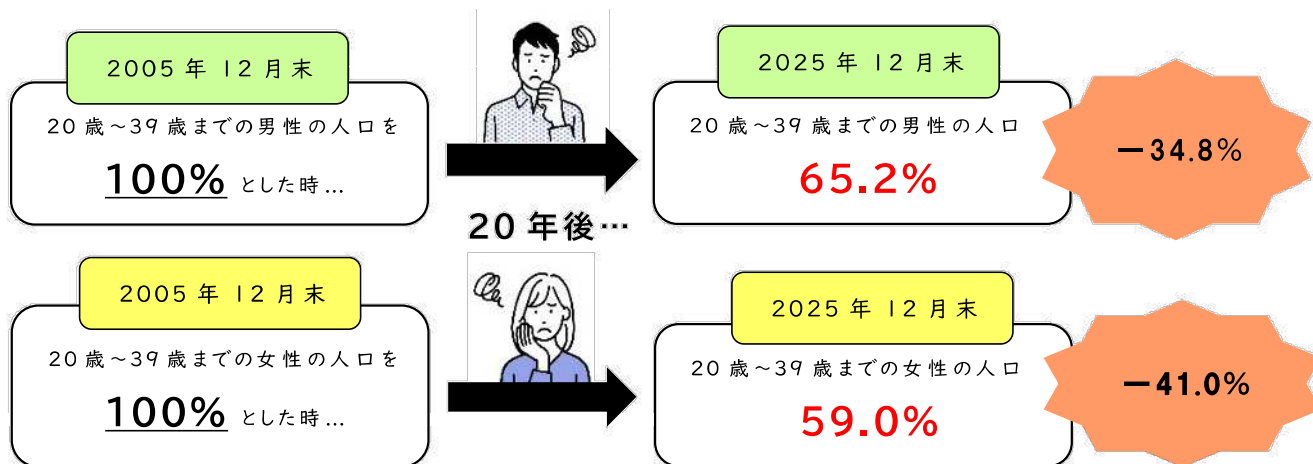 2005年12月末
20歳～39歳までの男性の人口を
100% とした時…
2025年12月末
20歳～39歳までの男性の人口
65.2%
－34.8%
20年後…
2005年12月末
20歳～39歳までの女性の人口を
100% とした時…
2025年12月末
20歳～39歳までの女性の人口
59.0%
－41.0%